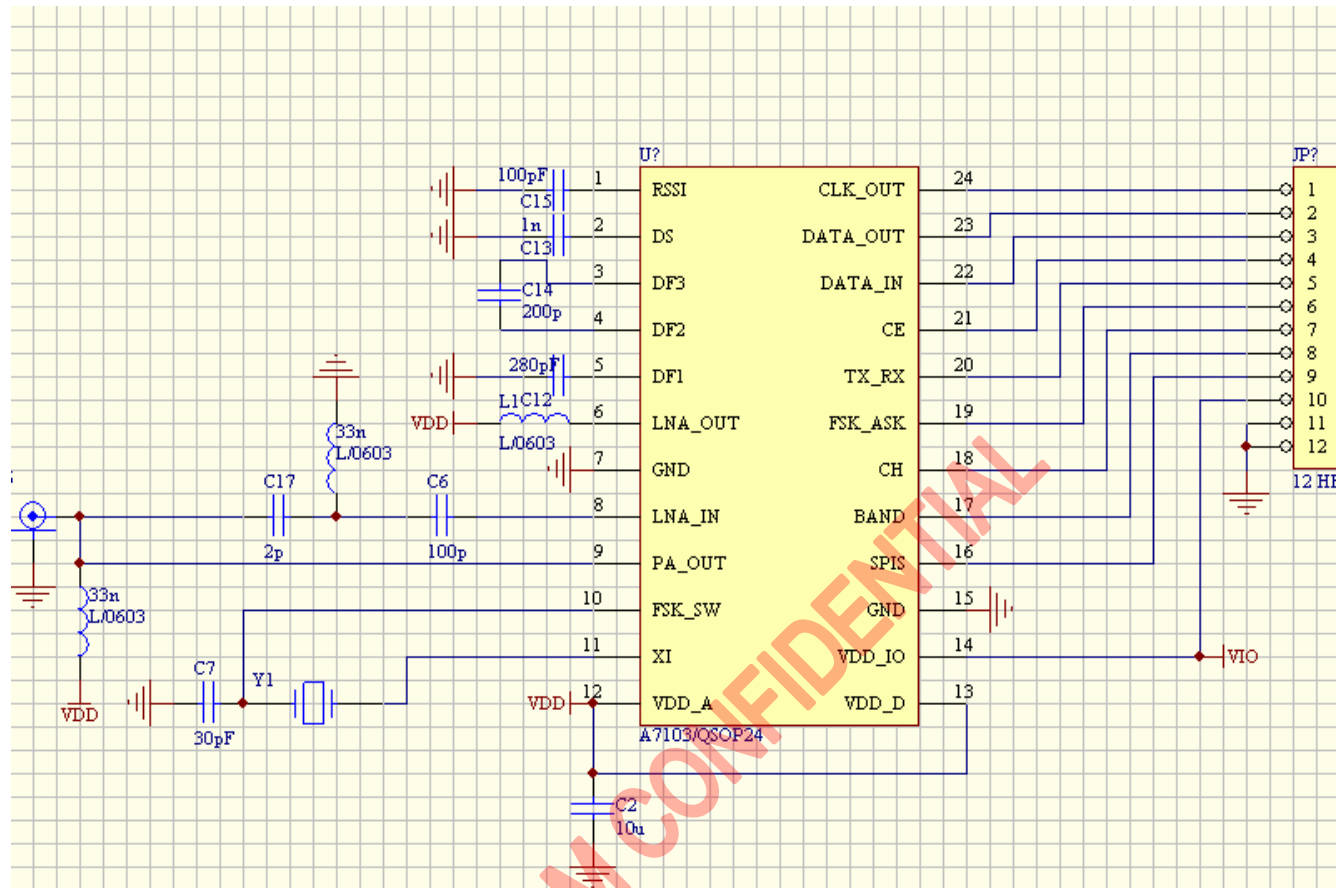 U?
JP?
100pF
C15
1
RSSI
CLK_OUT
24
1
1n
C13
2
DS
DATA_OUT
23
2
3
C14
200p
3
DF3
DATA_IN
22
4
5
4
DF2
CE
21
6
7
280pF
5
DF1
TX_RX
20
8
9
L1
C12
L/0603
VDD
6
LNA_OUT
FSK_ASK
19
10
11
33n
L/0603
7
GND
CH
18
12
C17
2p
C6
100p
8
LNA_IN
BAND
17
9
PA_OUT
SPIS
16
33n
L/0603
10
FSK_SW
GND
15
11
XI
VDD_IO
14
VIO
C7
30pF
Y1
VDD
VDD
12
VDD_A
VDD_D
13
A7103/QSOP24
C2
10u
CONFIDENTIAL